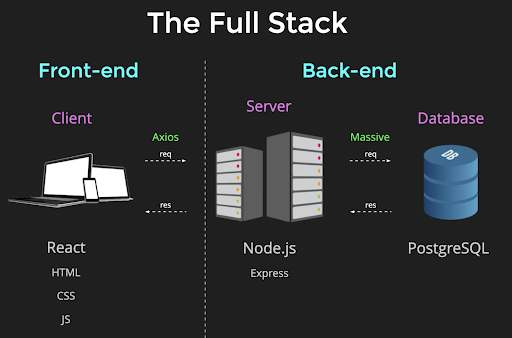 The Full Stack
Front-end
Back-end
Client
Server
Database
Axios
Massive
req
req
DB
res
res
React
Node.js
PostgreSQL
HTML
Express
CSS
JS